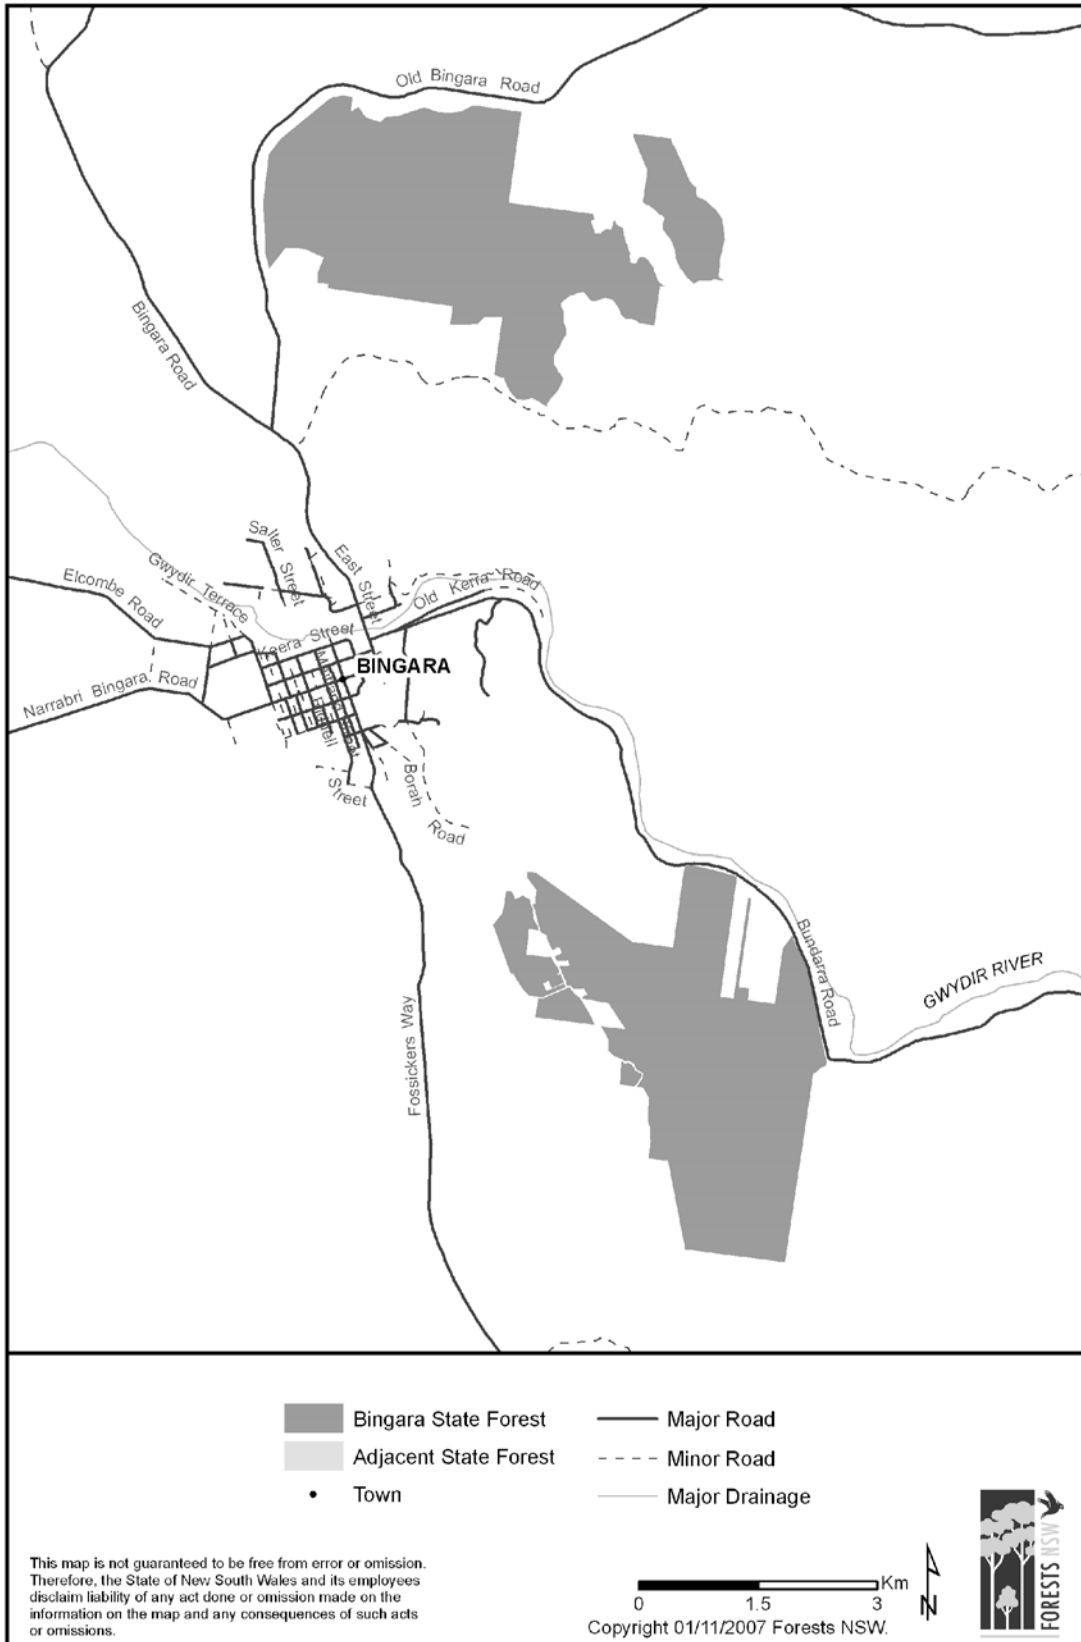 Old Bingara Road
Bingara Road
Salter Street
East Street
Gwydir Terrace
Elcombe Road
Old Kerra Road
Keera Street
BINGARA
Narrabri Bingara Road
Maitland Street
Street
Borah Road
Bundarra Road
GWYDIR RIVER
Fossickers Way
Bingara State Forest
Adjacent State Forest
Town
Major Road
Minor Road
Major Drainage
This map is not guaranteed to be free from error or omission.
Therefore, the State of New South Wales and its employees
disclaim liability of any act done or omission made on the
information on the map and any consequences of such acts
or omissions.
Km
0 1.5 3
Copyright 01/11/2007 Forests NSW.
N
FORESTS NSW